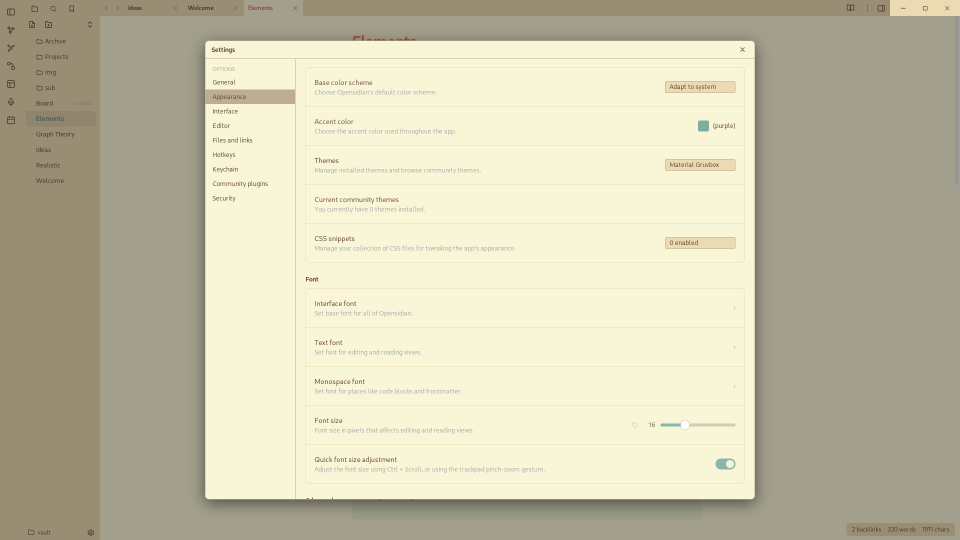 Ideas
Welcome
Elements
Archive
Projects
img
sub
Board
Elements
Graph Theory
Ideas
Realistic
Welcome
vault
Elements
Settings
OPTIONS
General
Appearance
Interface
Editor
Files and links
Hotkeys
Keychain
Community plugins
Security
Base color scheme
Choose Opensidian's default color scheme.
Adapt to system
Accent color
Choose the accent color used throughout the app.
(purple)
Themes
Manage installed themes and browse community themes.
Material Gruvbox
Current community themes
You currently have 0 themes installed.
CSS snippets
Manage your collection of CSS files for tweaking the app's appearance.
0 enabled
Font
Interface font
Set base font for all of Opensidian.
Text font
Set font for editing and reading views.
Monospace font
Set font for places like code blocks and frontmatter.
Font size
Font size in pixels that affects editing and reading views.
16
Quick font size adjustment
Adjust the font size using Ctrl + Scroll, or using the trackpad pinch-zoom gesture.
2 backlinks 320 words 1911 chars